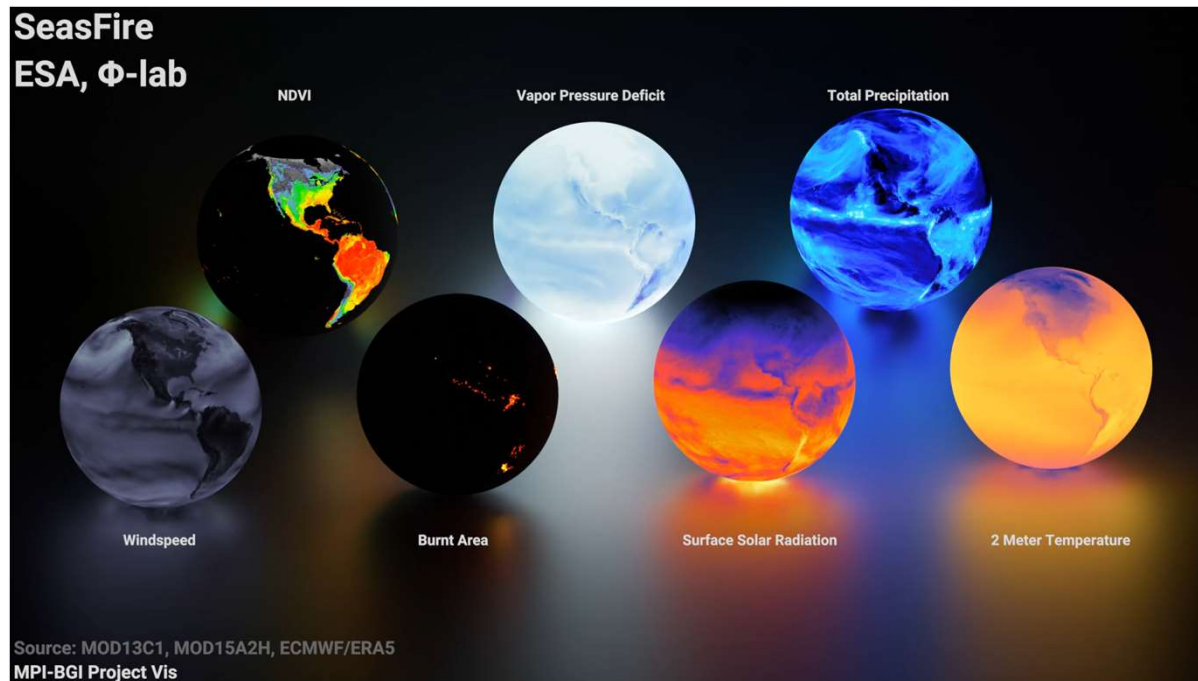 SeasFire
ESA, Φ-lab
NDVI
Vapor Pressure Deficit
Total Precipitation
Windspeed
Burnt Area
Surface Solar Radiation
2 Meter Temperature
Source: MOD13C1, MOD15A2H, ECMWF/ERA5
MPI-BGI Project Vis